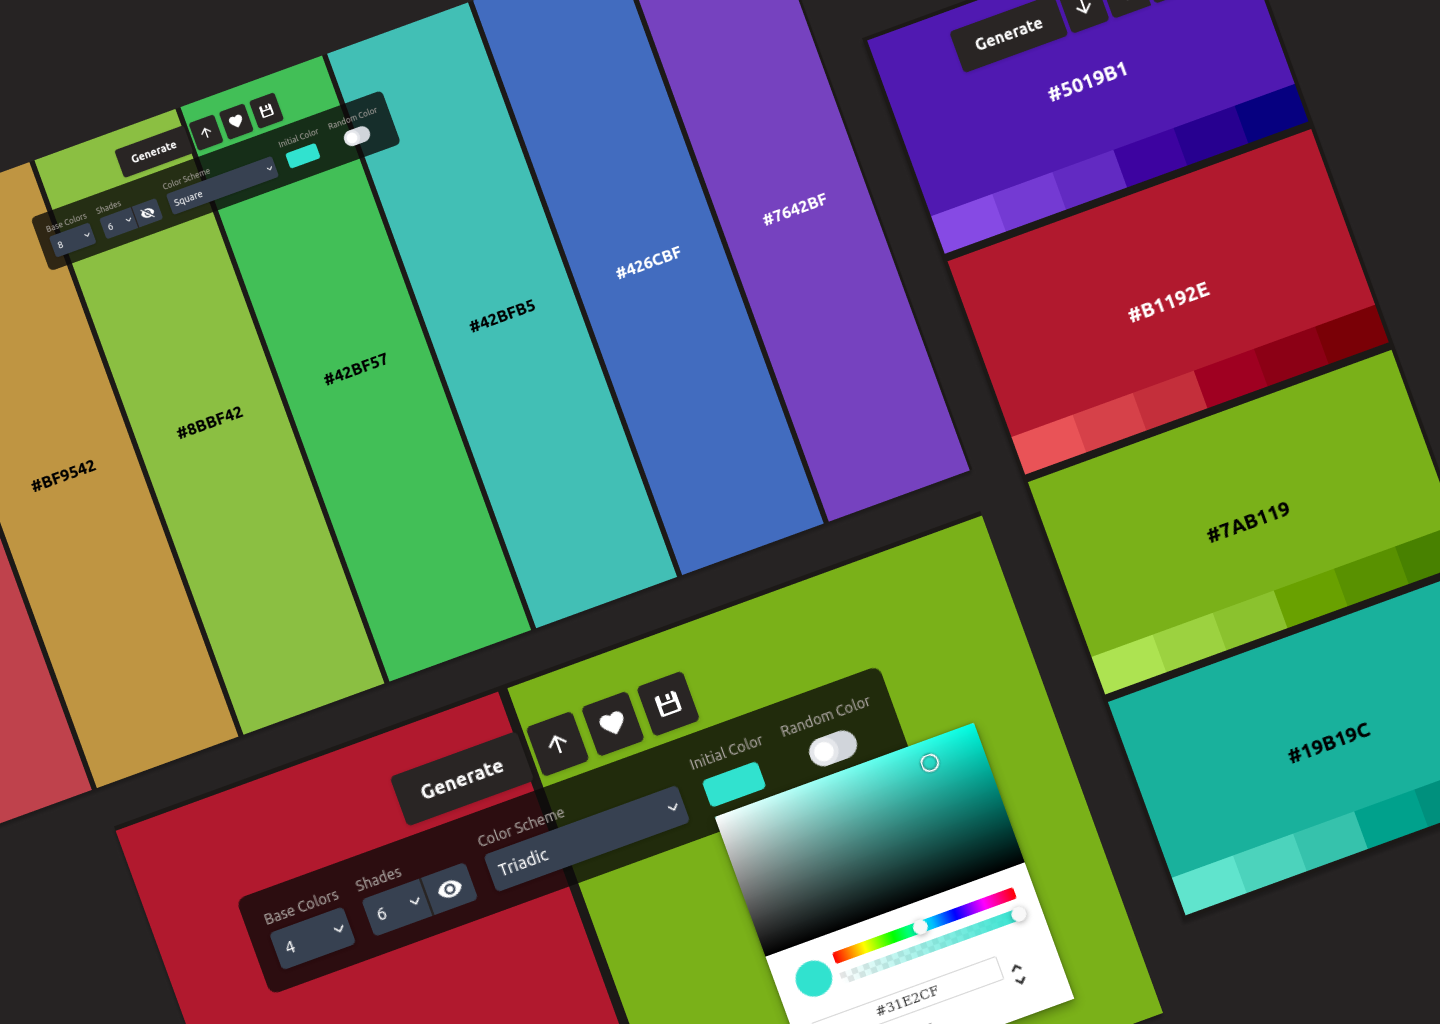 Generate
Base Colors
8
Shades
6
Color Scheme
Square
Initial Color
Random Color
#BF9542
#8BBF42
#42BF57
#42BFB5
#426CBF
#7642BF
Generate
#5019B1
#B1192E
#7AB119
#19B19C
Generate
Base Colors
4
Shades
6
Color Scheme
Triadic
Initial Color
Random Color
#31E2CF